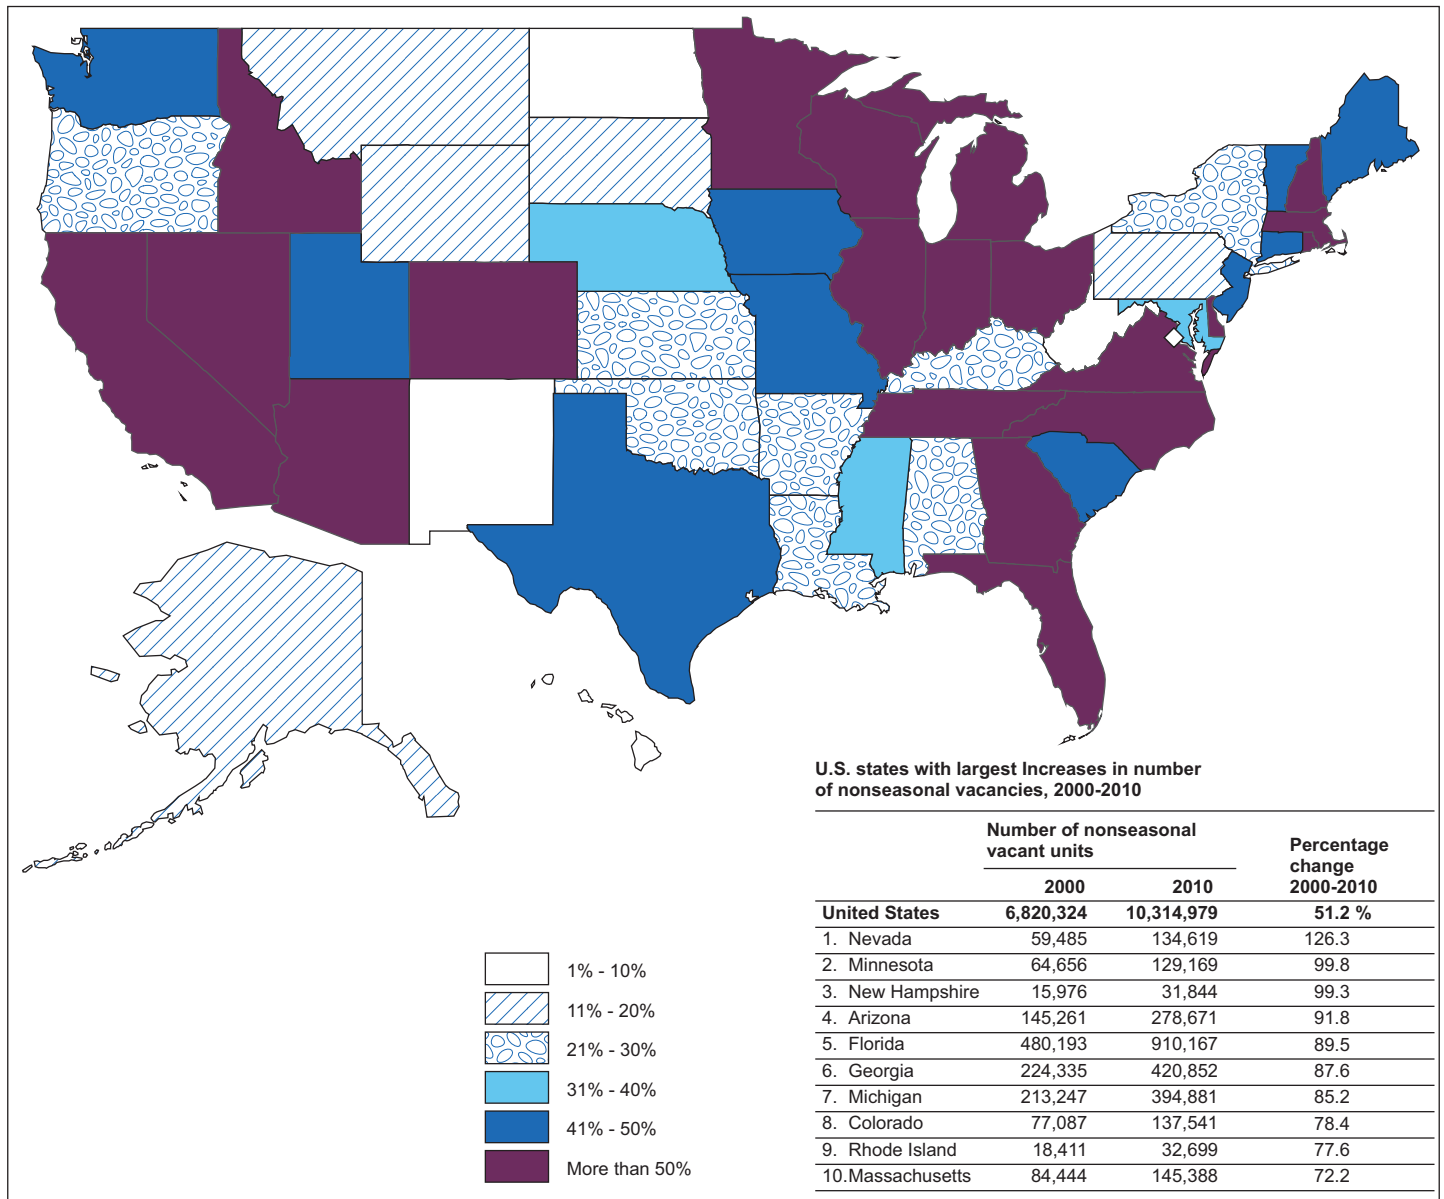 U.S. states with largest Increases in number
of nonseasonal vacancies, 2000-2010
Number of nonseasonal
vacant units
Percentage
change
2000-2010
2000 2010
United States 6,820,324 10,314,979 51.2 %
1. Nevada 59,485 134,619 126.3
2. Minnesota 64,656 129,169 99.8
3. New Hampshire 15,976 31,844 99.3
4. Arizona 145,261 278,671 91.8
5. Florida 480,193 910,167 89.5
6. Georgia 224,335 420,852 87.6
7. Michigan 213,247 394,881 85.2
8. Colorado 77,087 137,541 78.4
9. Rhode Island 18,411 32,699 77.6
10.Massachusetts 84,444 145,388 72.2
1% - 10%
11% - 20%
21% - 30%
31% - 40%
41% - 50%
More than 50%